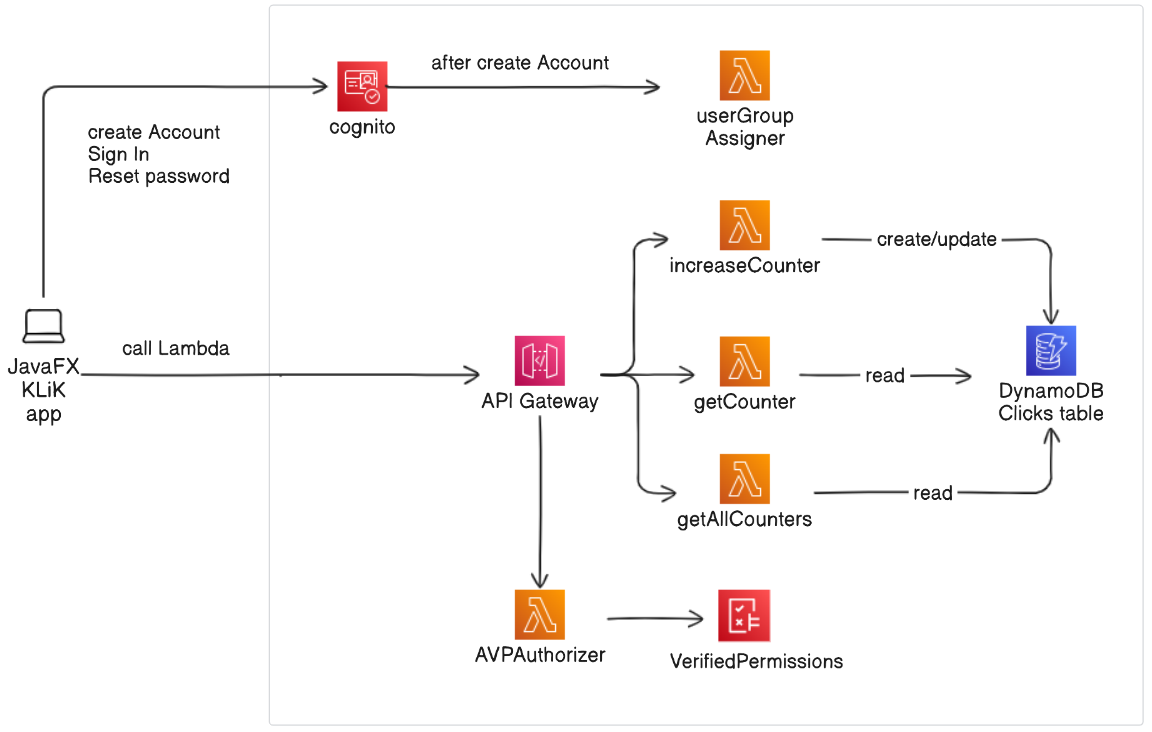 after create Account
cognito
userGroup
Assigner
create Account
Sign In
Reset password
increaseCounter
create/update
call Lambda
JavaFX
KLiK
app
API Gateway
getCounter
read
DynamoDB
Clicks table
getAllCounters
read
AVPAuthorizer
VerifiedPermissions